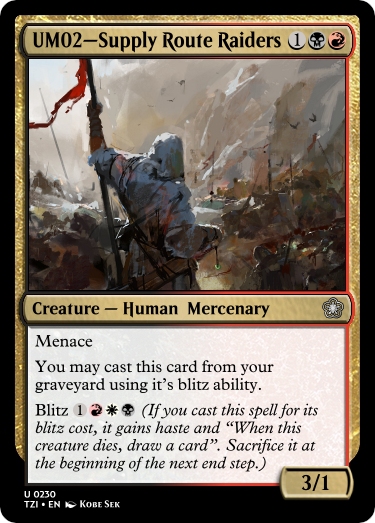 UM02—Supply Route Raiders 1
Creature — Human Mercenary
Menace
You may cast this card from your
graveyard using it's blitz ability.
Blitz 1 (If you cast this spell for its
blitz cost, it gains haste and “When this
creature dies, draw a card”. Sacrifice it at
the beginning of the next end step.)
3/1
U 0230
TZI • EN Kobe Sek